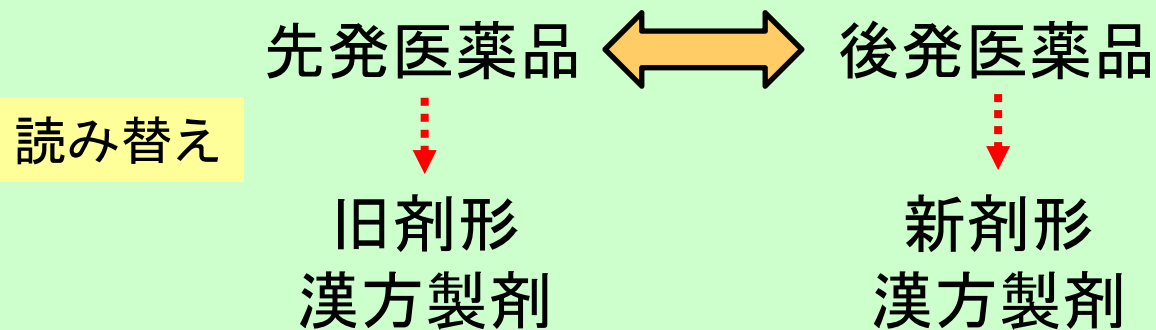 先発医薬品
後発医薬品
読み替え
旧剤形
漢方製剤
新剤形
漢方製剤